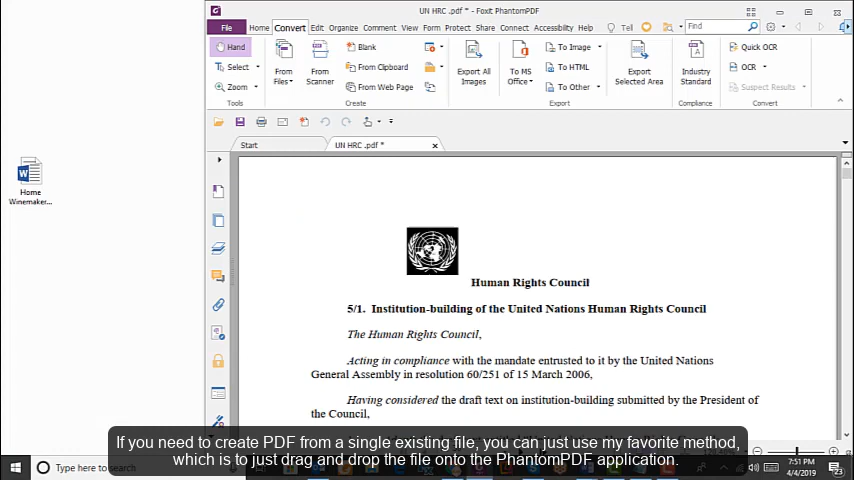 UN HRC .pdf * - Foxit PhantomPDF
File Home Convert Edit Organize Comment View Form Protect Share Connect Accessibility Help Tell Find
Hand
Select
Zoom
Tools
From Files
From Scanner
Blank
From Clipboard
From Web Page
Create
Export All Images
To MS Office
To Image
To HTML
To Other
Export Selected Area
Export
Industry Standard
Compliance
Quick OCR
OCR
Suspect Results
Convert
Start
UN HRC .pdf *
Home
Winemaker...
Human Rights Council
5/1. Institution-building of the United Nations Human Rights Council
The Human Rights Council,
Acting in compliance with the mandate entrusted to it by the United Nations
General Assembly in resolution 60/251 of 15 March 2006,
Having considered the draft text on institution-building submitted by the President of
the Council,
If you need to create PDF from a single existing file, you can just use my favorite method,
which is to just drag and drop the file onto the PhantomPDF application.
Type here to search
7:51 PM
4/4/2019
23